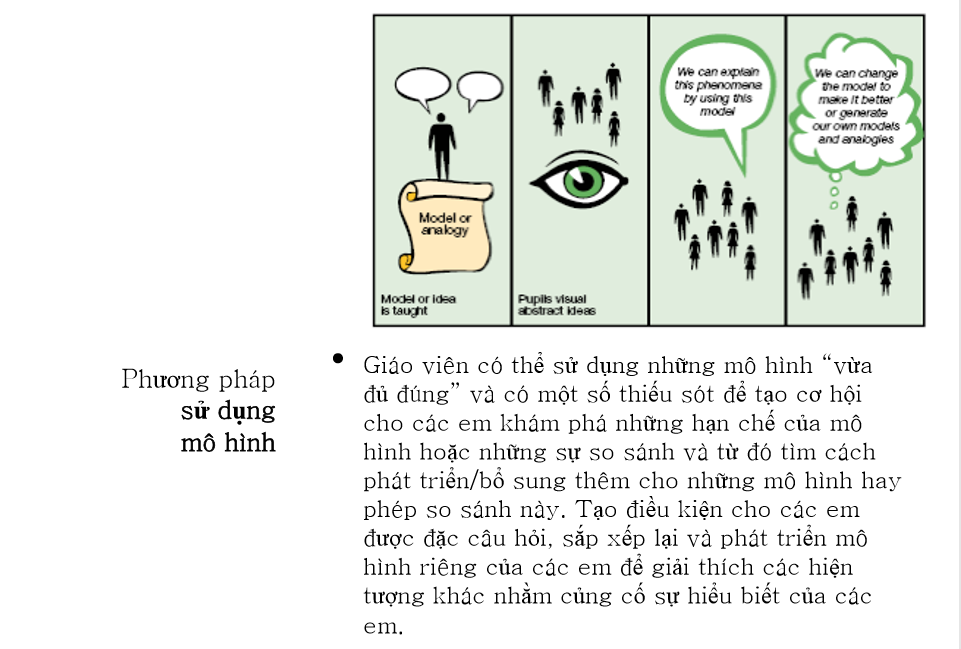 Model or
analogy
Model or idea
is taught
Pupils visual
abstract ideas
We can explain
this phenomena
by using this
model
We can change
the model to
make it better
or generate
our own models
and analogies
Phương pháp
sử dụng
mô hình
• Giáo viên có thể sử dụng những mô hình “vừa
đủ đúng” và có một số thiếu sót để tạo cơ hội
cho các em khám phá những hạn chế của mô
hình hoặc những sự so sánh và từ đó tìm cách
phát triển/bổ sung thêm cho những mô hình hay
phép so sánh này. Tạo điều kiện cho các em
được đặc câu hỏi, sắp xếp lại và phát triển mô
hình riêng của các em để giải thích các hiện
tượng khác nhằm củng cố sự hiểu biết của các
em.